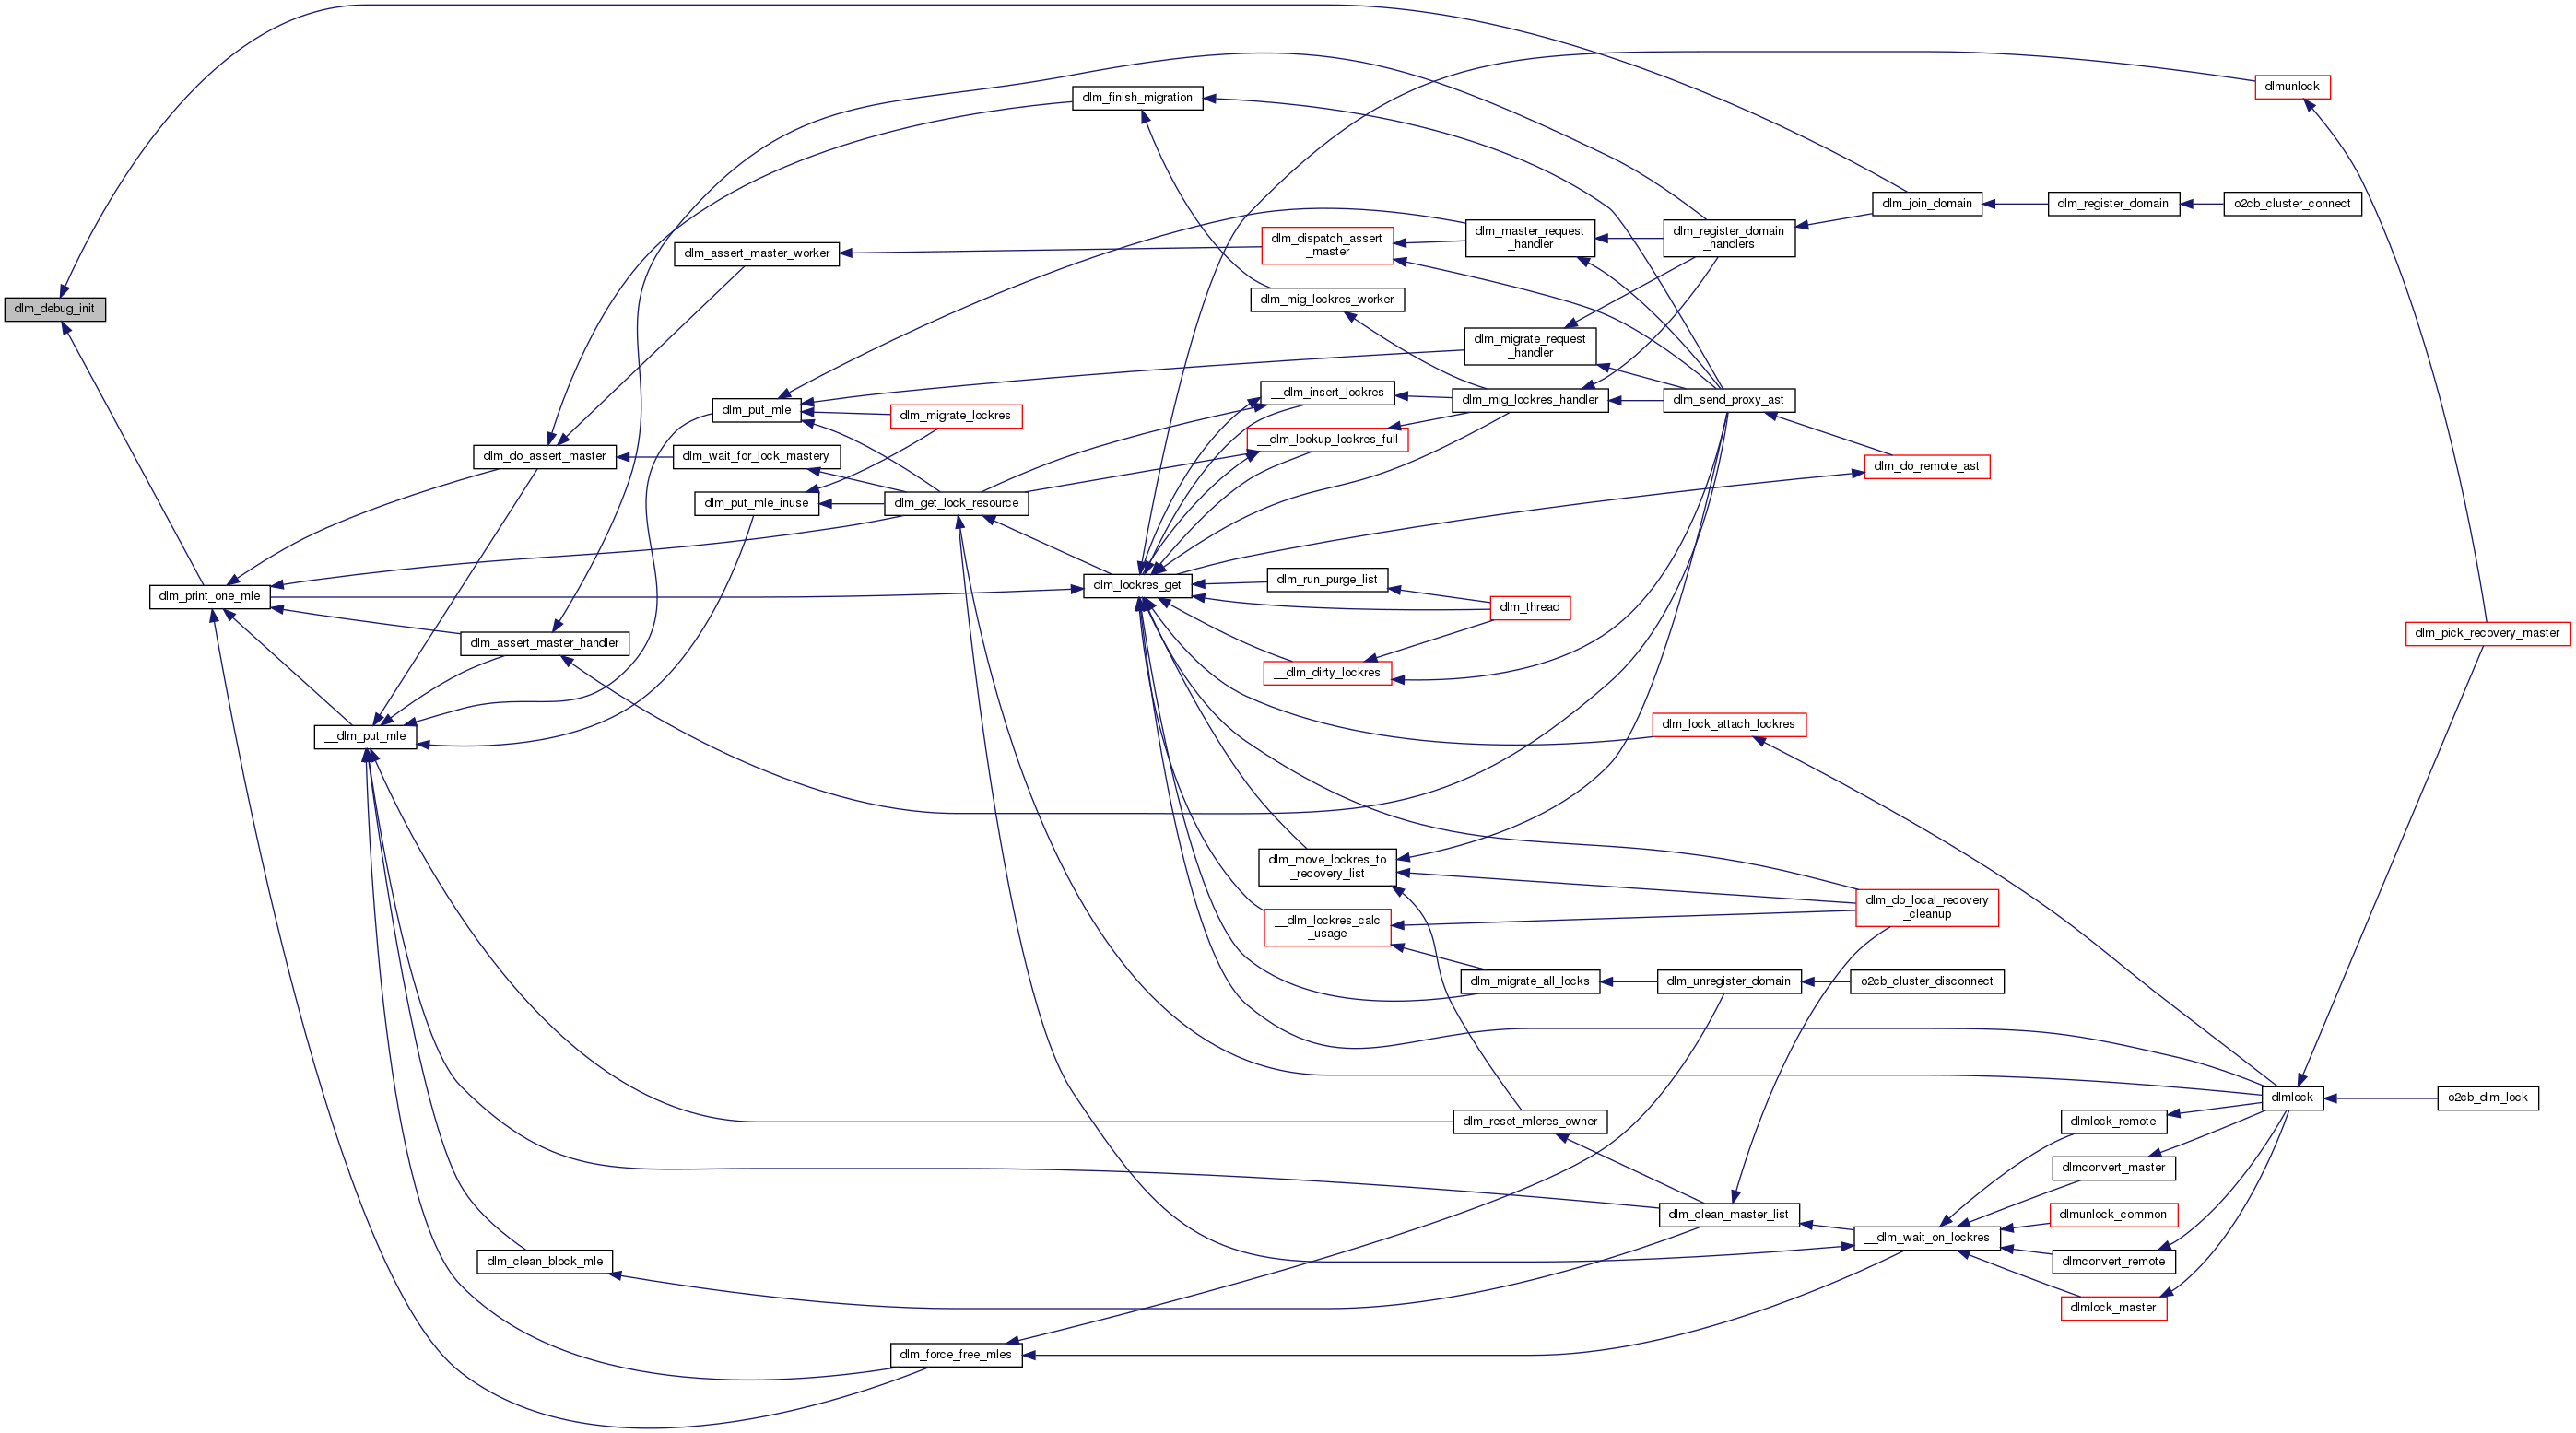 dlmunlock
dlm_finish_migration
dlm_join_domain
dlm_register_domain
o2cb_cluster_connect
dlm_assert_master_worker
dlm_dispatch_assert
_master
dlm_master_request
_handler
dlm_register_domain
_handlers
dlm_debug_init
dlm_mig_lockres_worker
dlm_migrate_request
_handler
dlm_put_mle
dlm_migrate_lockres
__dlm_insert_lockres
dlm_mig_lockres_handler
dlm_send_proxy_ast
dlm_do_assert_master
dlm_wait_for_lock_mastery
__dlm_lookup_lockres_full
dlm_do_remote_ast
dlm_put_mle_inuse
dlm_get_lock_resource
dlm_print_one_mle
dlm_lockres_get
dlm_run_purge_list
dlm_thread
dlm_assert_master_handler
dlm_pick_recovery_master
__dlm_dirty_lockres
__dlm_put_mle
dlm_lock_attach_lockres
dlm_move_lockres_to
_recovery_list
dlm_do_local_recovery
_cleanup
__dlm_lockres_calc
_usage
dlm_migrate_all_locks
dlm_unregister_domain
o2cb_cluster_disconnect
dlmlock
o2cb_dlm_lock
dlm_reset_mleres_owner
dlmlock_remote
dlmconvert_master
dlm_clean_master_list
dlmunlock_common
__dlm_wait_on_lockres
dlm_clean_block_mle
dlmconvert_remote
dlmlock_master
dlm_force_free_mles